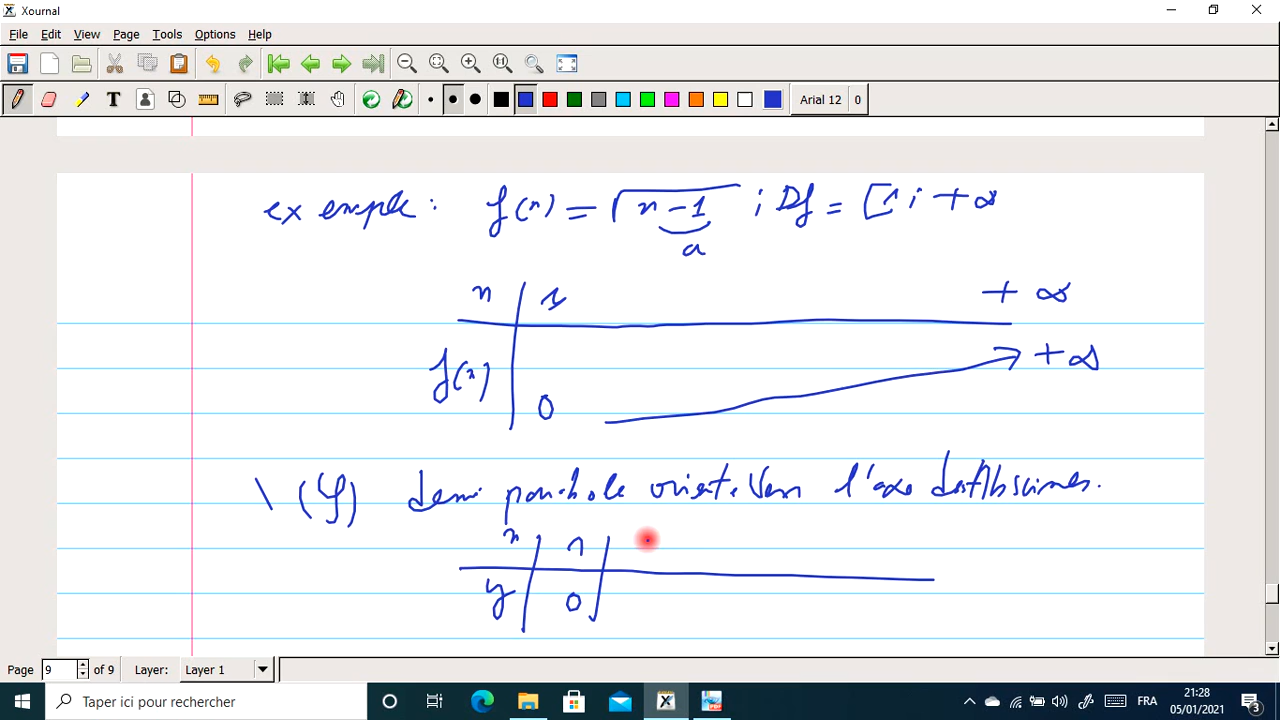 Xournal
File Edit View Page Tools Options Help
Arial 12 0
exemple : f(x) = √x-1 ; Df = [1 ; +∞
a
x 1 +∞
f(x) 0 +∞
\ (Cf) demi parabole orientée vers l'axe des Abscisses.
x 1
y 0
Page 9 of 9 Layer: Layer 1
Taper ici pour rechercher
FRA
21:28
05/01/2021
3